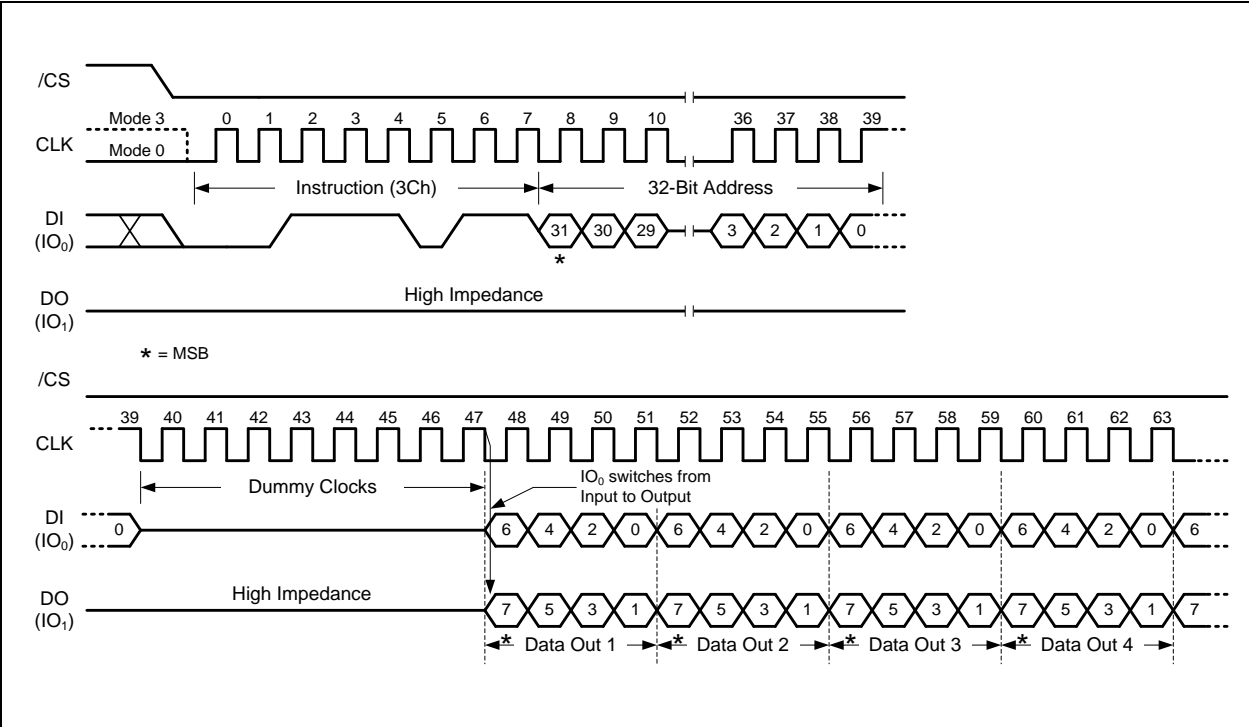 /CS
Mode 3 0 1 2 3 4 5 6 7 8 9 10 36 37 38 39
CLK
Mode 0
Instruction (3Ch) 32-Bit Address
DI
(IO₀)
31 30 29 3 2 1 0
*
High Impedance
DO
(IO₁)
* = MSB
/CS
39 40 41 42 43 44 45 46 47 48 49 50 51 52 53 54 55 56 57 58 59 60 61 62 63
CLK
Dummy Clocks
IO₀ switches from
Input to Output
DI
(IO₀)
0 6 4 2 0 6 4 2 0 6 4 2 0 6 4 2 0 6
High Impedance
DO
(IO₁)
7 5 3 1 7 5 3 1 7 5 3 1 7 5 3 1 7
* Data Out 1 * Data Out 2 * Data Out 3 * Data Out 4